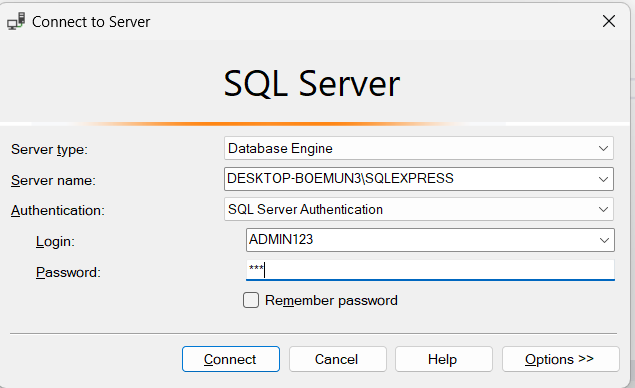 Connect to Server
SQL Server
Server type: Database Engine
Server name: DESKTOP-BOEMUN3\SQLEXPRESS
Authentication: SQL Server Authentication
Login: ADMIN123
Password: ***
Remember password
Connect Cancel Help Options >>